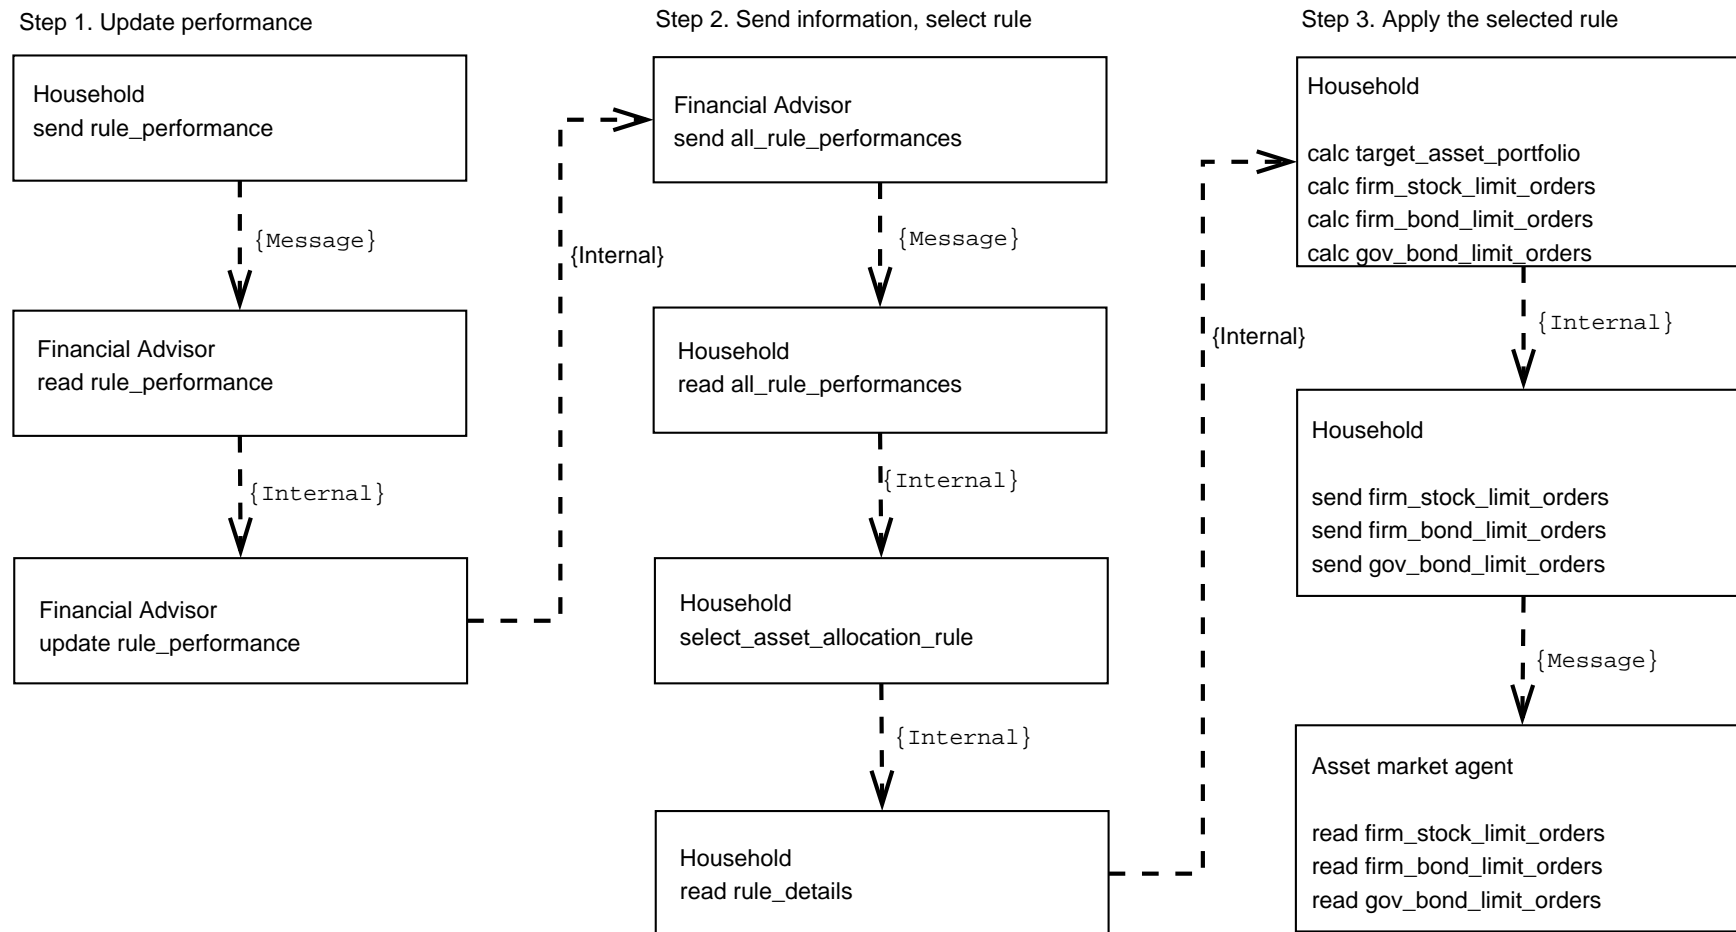 Step 1. Update performance
Household
send rule_performance
{Message}
Financial Advisor
read rule_performance
{Internal}
Financial Advisor
update rule_performance
{Internal}
Step 2. Send information, select rule
Financial Advisor
send all_rule_performances
{Message}
Household
read all_rule_performances
{Internal}
Household
select_asset_allocation_rule
{Internal}
Household
read rule_details
{Internal}
Step 3. Apply the selected rule
Household
calc target_asset_portfolio
calc firm_stock_limit_orders
calc firm_bond_limit_orders
calc gov_bond_limit_orders
{Internal}
Household
send firm_stock_limit_orders
send firm_bond_limit_orders
send gov_bond_limit_orders
{Message}
Asset market agent
read firm_stock_limit_orders
read firm_bond_limit_orders
read gov_bond_limit_orders